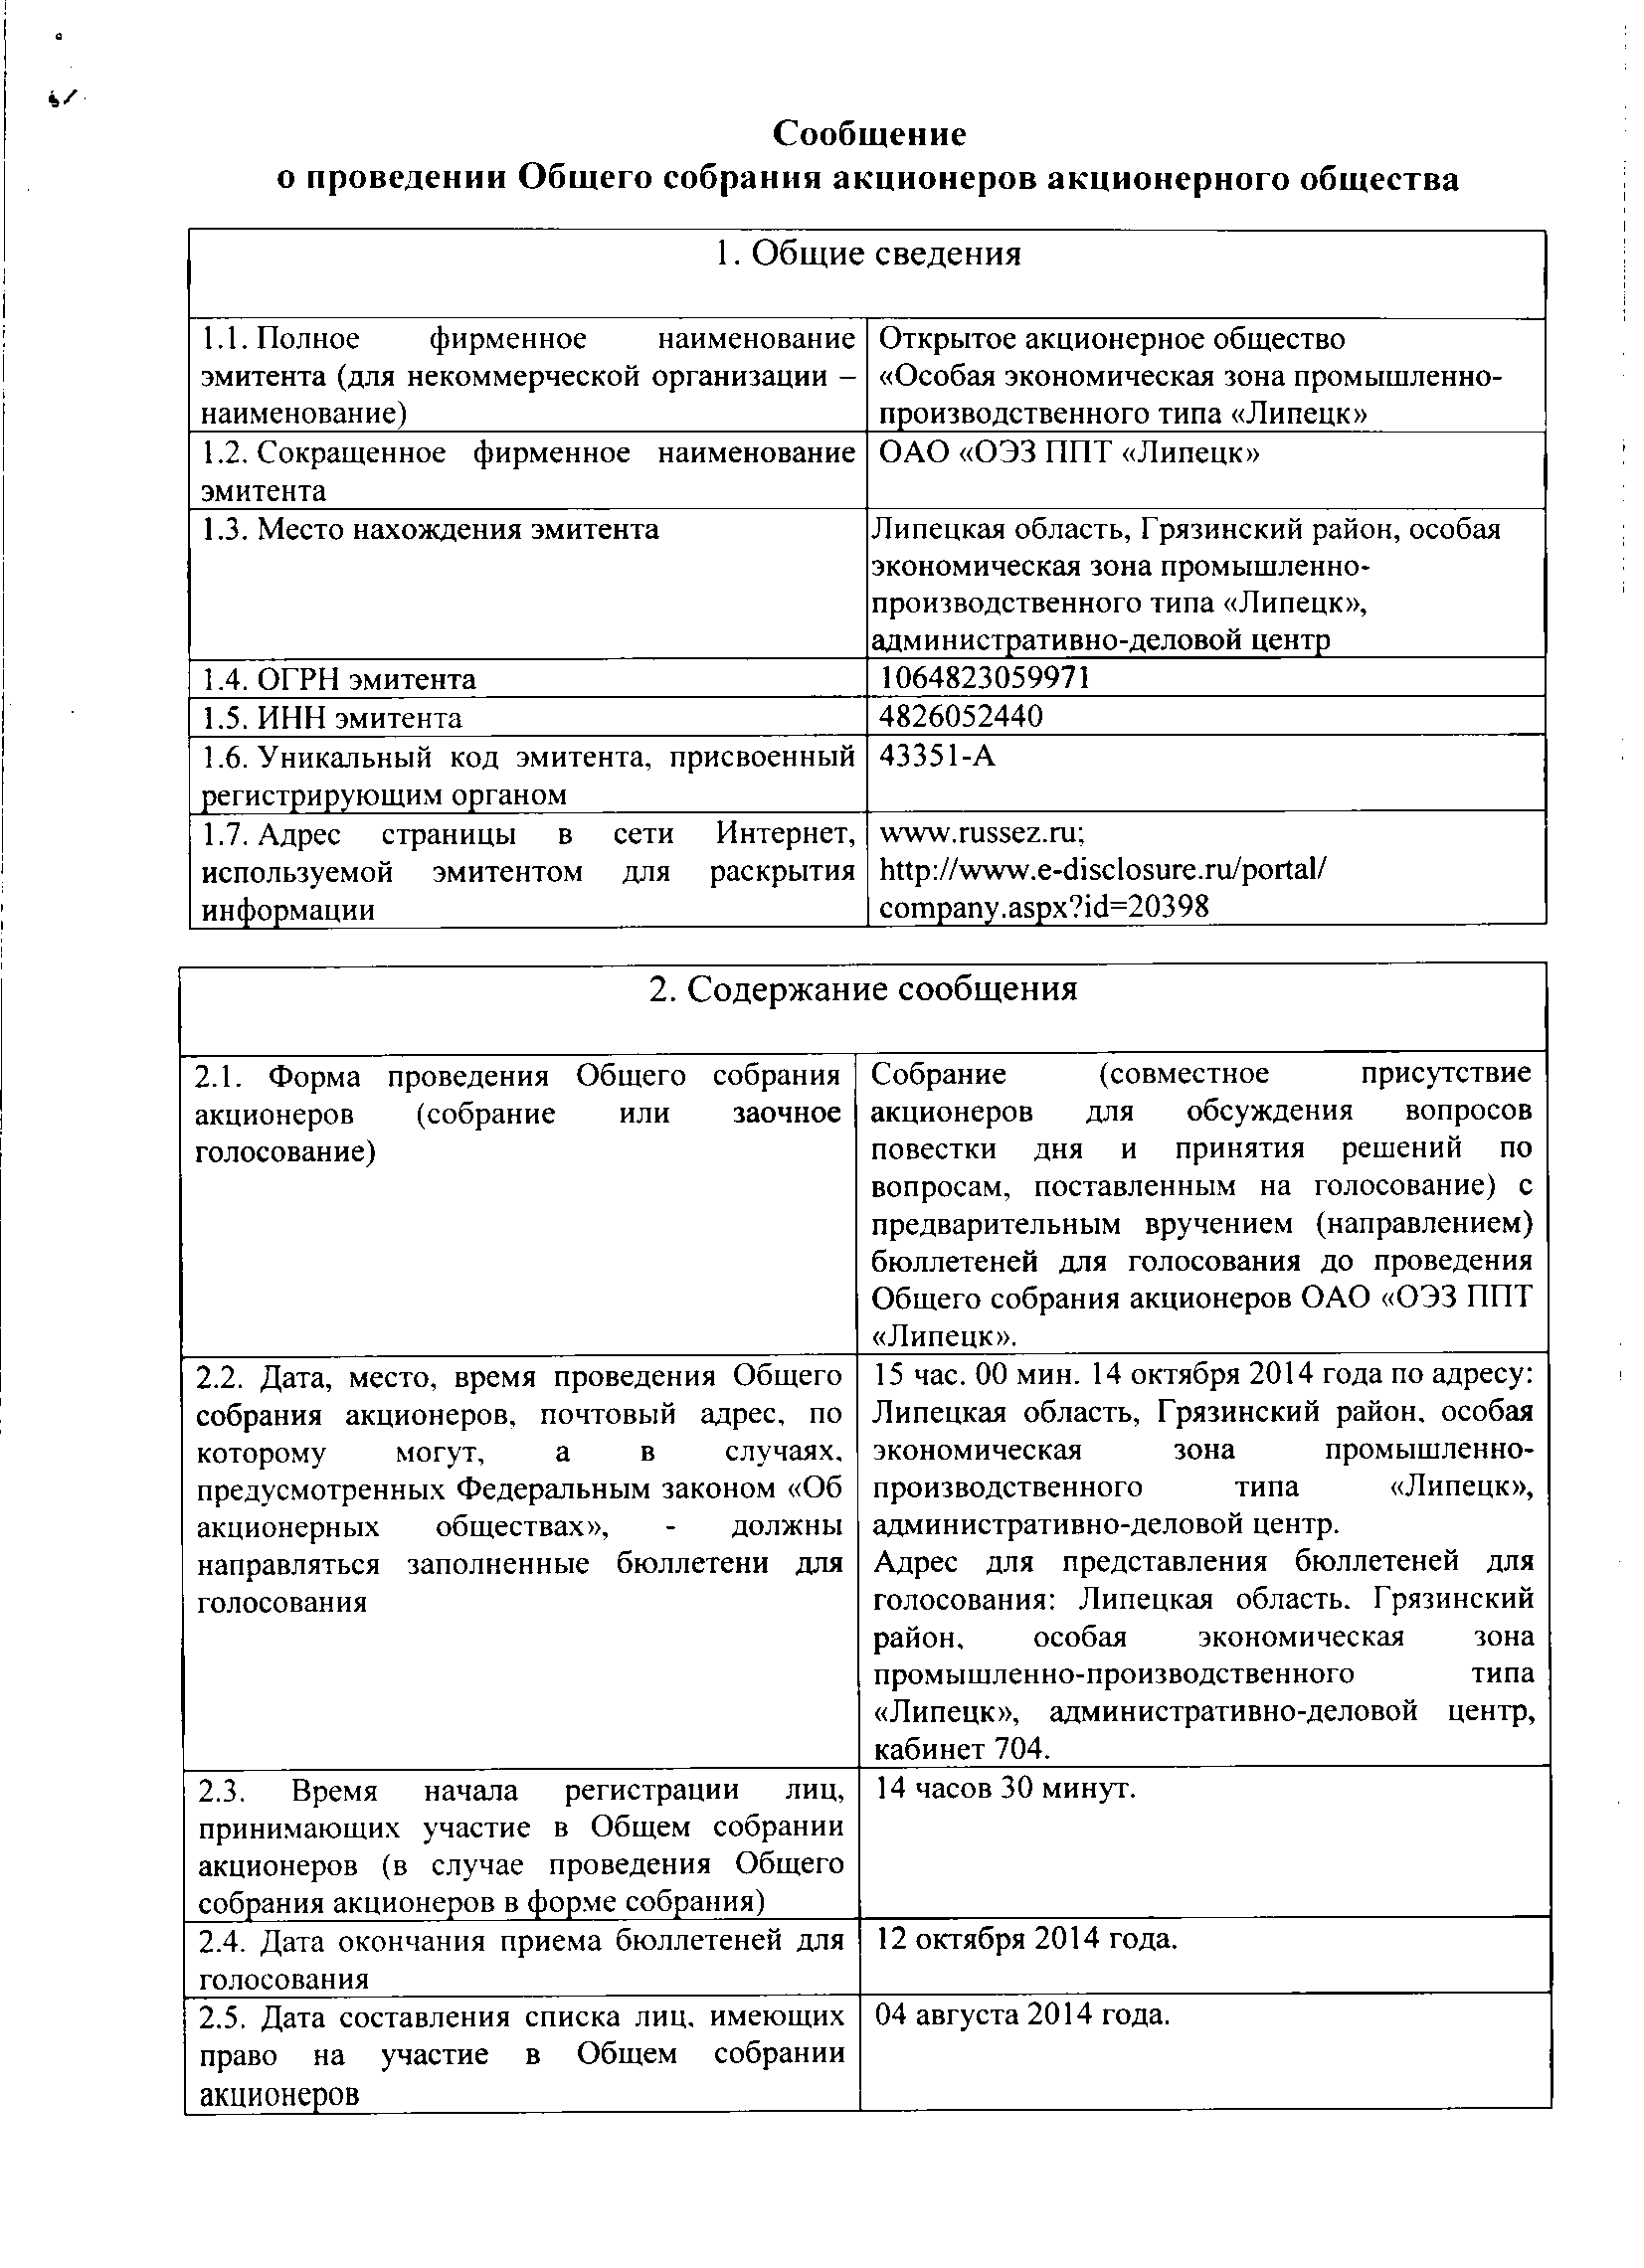 Сообщение
о проведении Общего собрания акционеров акционерного общества
1. Общие сведения
1.1. Полное фирменное наименование
эмитента (для некоммерческой организации –
наименование)
Открытое акционерное общество
«Особая экономическая зона промышленно-
производственного типа «Липецк»
1.2. Сокращенное фирменное наименование
эмитента
ОАО «ОЭЗ ППТ «Липецк»
1.3. Место нахождения эмитента
Липецкая область, Грязинский район, особая
экономическая зона промышленно-
производственного типа «Липецк»,
административно-деловой центр
1.4. ОГРН эмитента
1064823059971
1.5. ИНН эмитента
4826052440
1.6. Уникальный код эмитента, присвоенный
регистрирующим органом
43351-А
1.7. Адрес страницы в сети Интернет,
используемой эмитентом для раскрытия
информации
www.russez.ru;
http://www.e-disclosure.ru/portal/
company.aspx?id=20398
2. Содержание сообщения
2.1. Форма проведения Общего собрания
акционеров (собрание или заочное
голосование)
Собрание (совместное присутствие
акционеров для обсуждения вопросов
повестки дня и принятия решений по
вопросам, поставленным на голосование) с
предварительным вручением (направлением)
бюллетеней для голосования до проведения
Общего собрания акционеров ОАО «ОЭЗ ППТ
«Липецк».
2.2. Дата, место, время проведения Общего
собрания акционеров, почтовый адрес, по
которому могут, а в случаях,
предусмотренных Федеральным законом «Об
акционерных обществах», - должны
направляться заполненные бюллетени для
голосования
15 час. 00 мин. 14 октября 2014 года по адресу:
Липецкая область, Грязинский район, особая
экономическая зона промышленно-
производственного типа «Липецк»,
административно-деловой центр.
Адрес для представления бюллетеней для
голосования: Липецкая область. Грязинский
район, особая экономическая зона
промышленно-производственного типа
«Липецк», административно-деловой центр,
кабинет 704.
2.3. Время начала регистрации лиц,
принимающих участие в Общем собрании
акционеров (в случае проведения Общего
собрания акционеров в форме собрания)
14 часов 30 минут.
2.4. Дата окончания приема бюллетеней для
голосования
12 октября 2014 года.
2.5. Дата составления списка лиц, имеющих
право на участие в Общем собрании
акционеров
04 августа 2014 года.